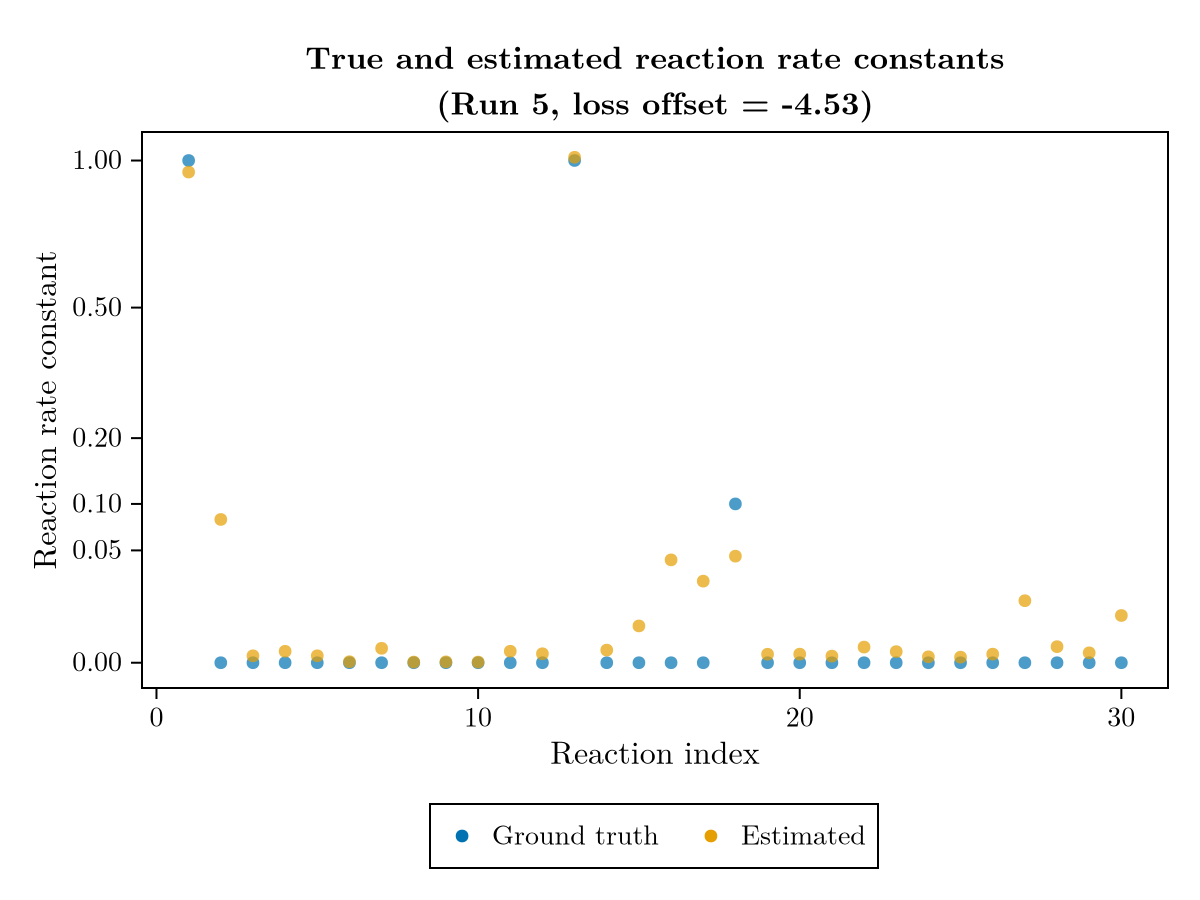 True and estimated reaction rate constants
(Run 5, loss offset = -4.53)
Reaction rate constant
1.00
0.50
0.20
0.10
0.05
0.00
0 10 20 30
Reaction index
Ground truth Estimated